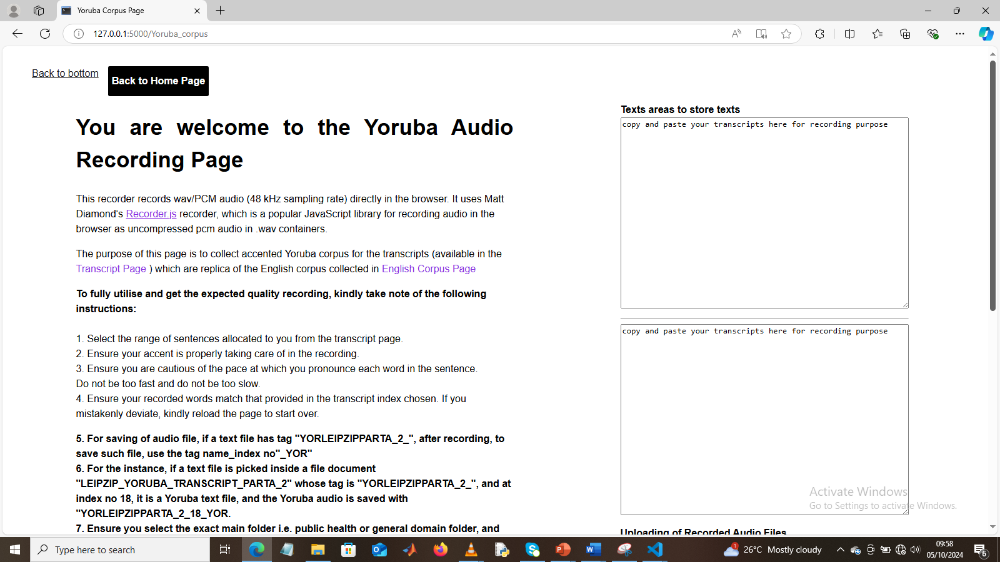 Yoruba Corpus Page
127.0.0.1:5000/Yoruba_corpus
Back to bottom
Back to Home Page
You are welcome to the Yoruba Audio
Recording Page
This recorder records wav/PCM audio (48 kHz sampling rate) directly in the browser. It uses Matt
Diamond's Recorder.js recorder, which is a popular JavaScript library for recording audio in the
browser as uncompressed pcm audio in .wav containers.
The purpose of this page is to collect accented Yoruba corpus for the transcripts (available in the
Transcript Page ) which are replica of the English corpus collected in English Corpus Page
To fully utilise and get the expected quality recording, kindly take note of the following
instructions:
1. Select the range of sentences allocated to you from the transcript page.
2. Ensure your accent is properly taking care of in the recording.
3. Ensure you are cautious of the pace at which you pronounce each word in the sentence.
Do not be too fast and do not be too slow.
4. Ensure your recorded words match that provided in the transcript index chosen. If you
mistakenly deviate, kindly reload the page to start over.
5. For saving of audio file, if a text file has tag "YORLEIPZIPPARTA_2_", after recording, to
save such file, use the tag name_index no"_YOR"
6. For the instance, if a text file is picked inside a file document
"LEIPZIP_YORUBA_TRANSCRIPT_PARTA_2" whose tag is "YORLEIPZIPPARTA_2_", and at
index no 18, it is a Yoruba text file, and the Yoruba audio is saved with
"YORLEIPZIPPARTA_2_18_YOR.
7. Ensure you select the exact main folder i.e. public health or general domain folder, and
Texts areas to store texts
copy and paste your transcripts here for recording purpose
copy and paste your transcripts here for recording purpose
Activate Windows
Go to Settings to activate Windows.
Uploading of Recorded Audio Files
Type here to search
1
26°C Mostly cloudy
09:58
05/10/2024
6